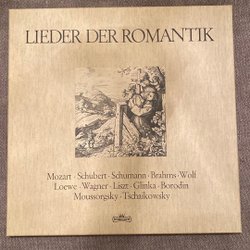 LIEDER DER ROMANTIK
Mozart · Schubert · Schumann · Brahms · Wolf
Loewe · Wagner · Liszt · Glinka · Borodin
Moussorgsky · Tschaikowsky